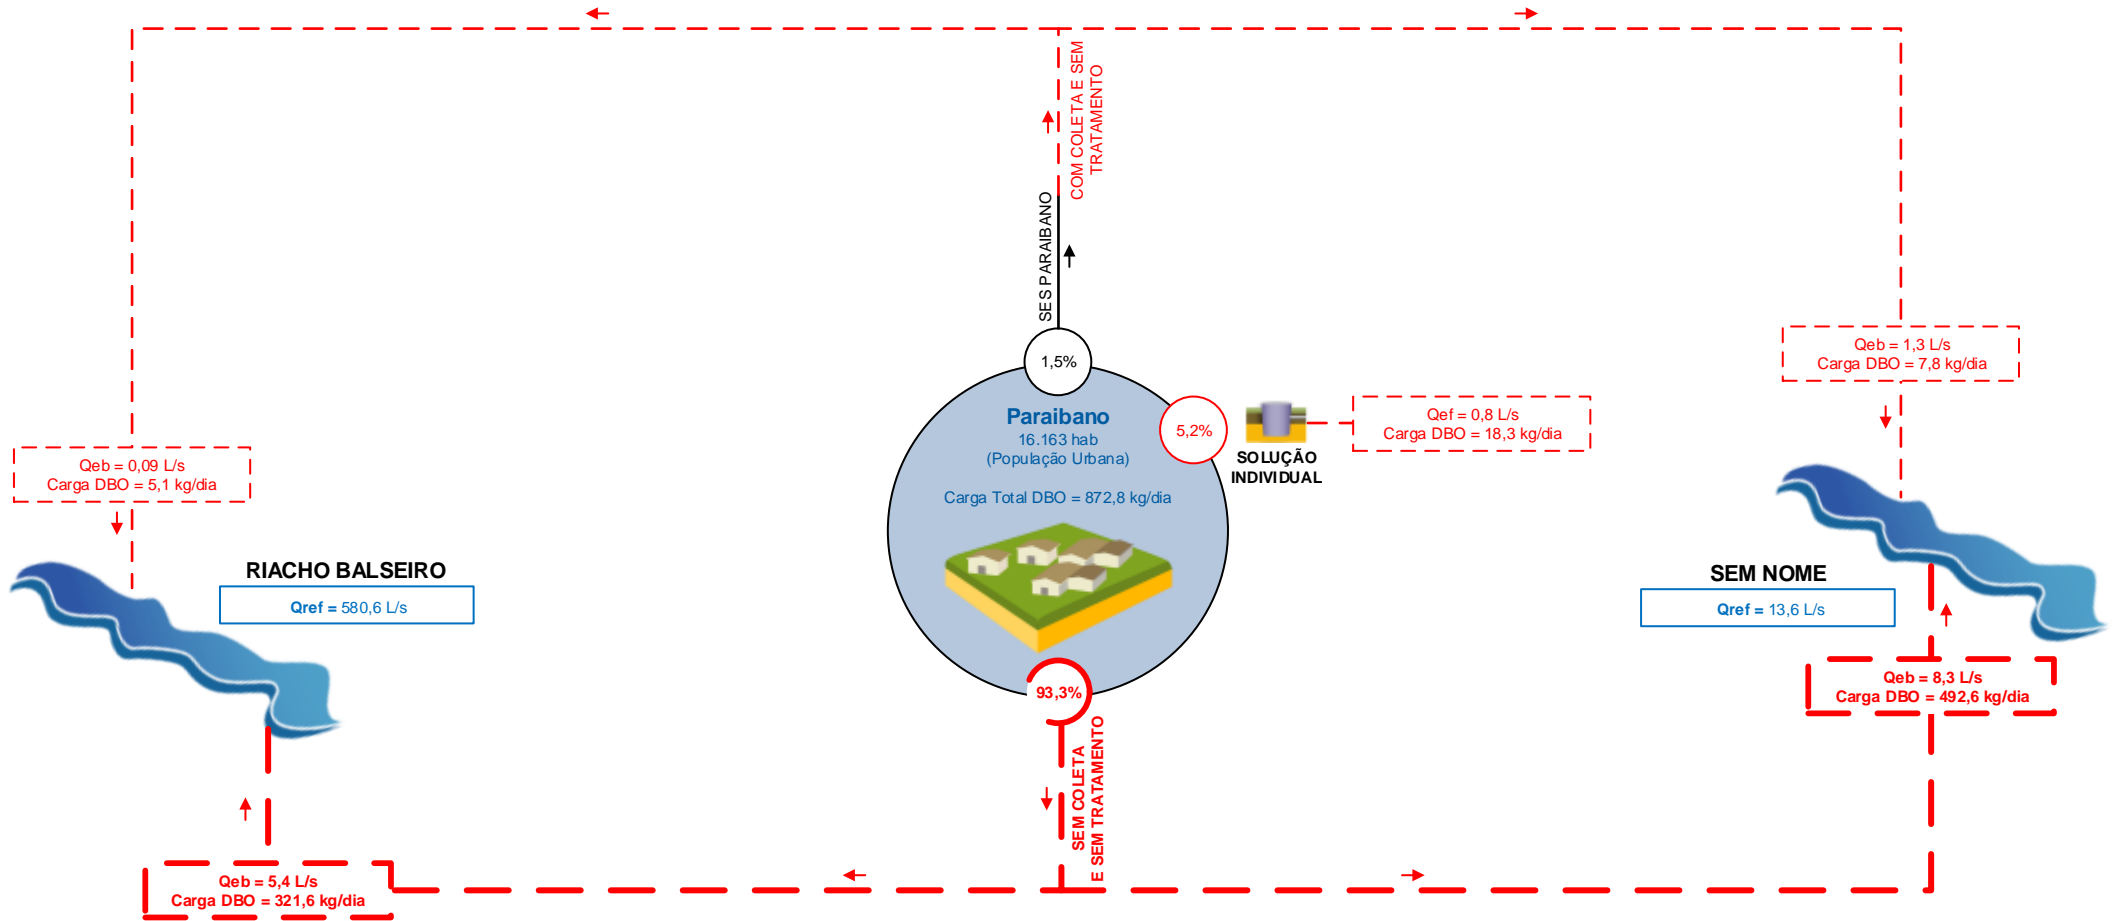 COM COLETA E SEM
TRATAMENTO
SES PARAIBANO
1,5%
Qeb = 1,3 L/s
Carga DBO = 7,8 kg/dia
Paraibano
16.163 hab
(População Urbana)
Carga Total DBO = 872,8 kg/dia
5,2%
SOLUÇÃO
INDIVIDUAL
Qef = 0,8 L/s
Carga DBO = 18,3 kg/dia
Qeb = 0,09 L/s
Carga DBO = 5,1 kg/dia
RIACHO BALSEIRO
Qref = 580,6 L/s
SEM NOME
Qref = 13,6 L/s
93,3%
Qeb = 8,3 L/s
Carga DBO = 492,6 kg/dia
SEM COLETA
E SEM TRATAMENTO
Qeb = 5,4 L/s
Carga DBO = 321,6 kg/dia